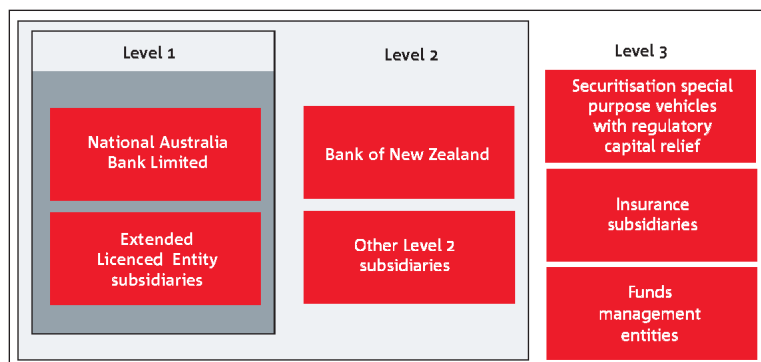 Level 1
National Australia
Bank Limited
Extended
Licenced Entity
subsidiaries
Level 2
Bank of New Zealand
Other Level 2
subsidiaries
Level 3
Securitisation special
purpose vehicles
with regulatory
capital relief
Insurance
subsidiaries
Funds
management
entities